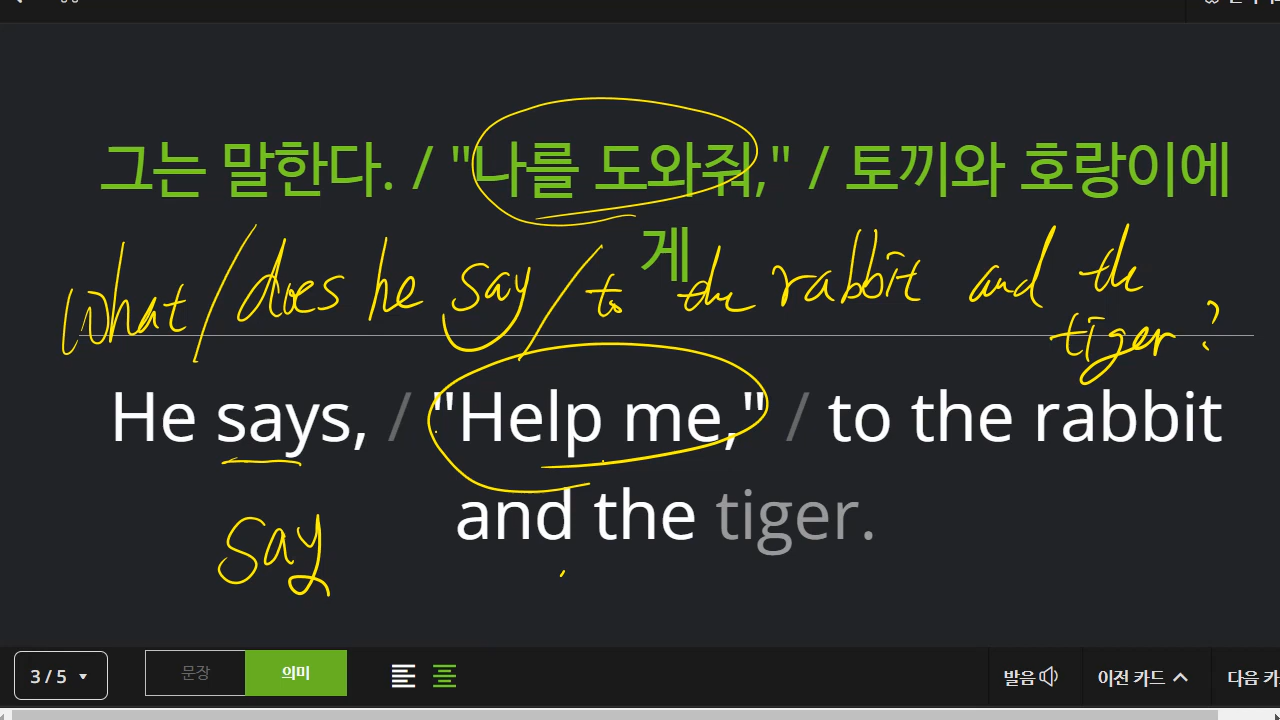 그는 말한다. / "나를 도와줘," / 토끼와 호랑이에
게
What / does he say / to the rabbit and the
tiger?
He says, / "Help me," / to the rabbit
and the tiger.
say
3 / 5
문장
의미
발음
이전 카드
다음 카